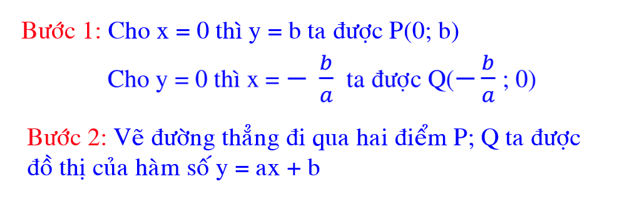 Bước 1: Cho x = 0 thì y = b ta được P(0; b)
Cho y = 0 thì x = − b/a ta được Q(− b/a ; 0)
Bước 2: Vẽ đường thẳng đi qua hai điểm P; Q ta được
đồ thị của hàm số y = ax + b